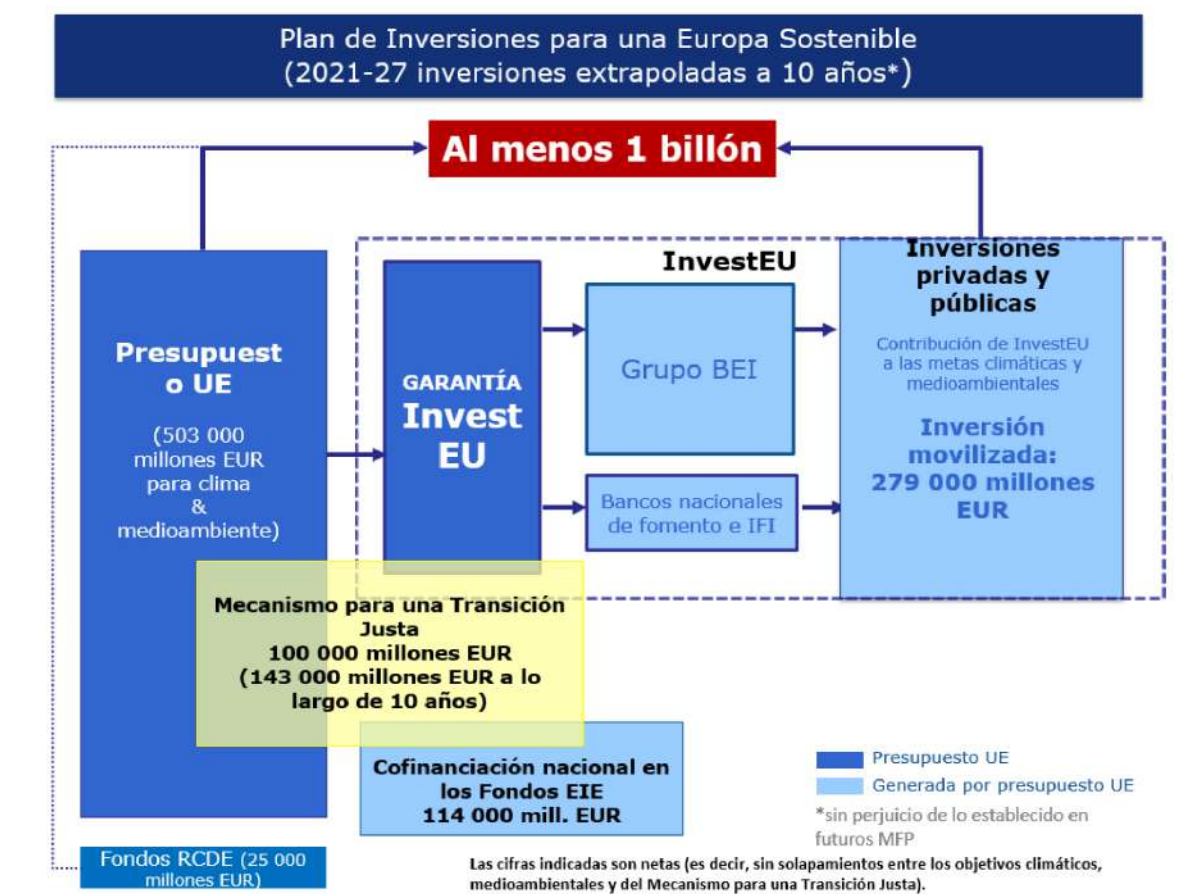 Plan de Inversiones para una Europa Sostenible
(2021-27 inversiones extrapoladas a 10 años*)
Al menos 1 billón
Presupuest
o UE
(503 000
millones EUR
para clima
&
medioambiente)
GARANTÍA
Invest
EU
InvestEU
Grupo BEI
Bancos nacionales
de fomento e IFI
Inversiones
privadas y
públicas
Contribución de InvestEU
a las metas climáticas y
medioambientales
Inversión
movilizada:
279 000 millones
EUR
Mecanismo para una Transición
Justa
100 000 millones EUR
(143 000 millones EUR a lo
largo de 10 años)
Cofinanciación nacional en
los Fondos EIE
114 000 mill. EUR
Presupuesto UE
Generada por presupuesto UE
*sin perjuicio de lo establecido en
futuros MFP
Fondos RCDE (25 000
millones EUR)
Las cifras indicadas son netas (es decir, sin solapamientos entre los objetivos climáticos,
medioambientales y del Mecanismo para una Transición Justa).